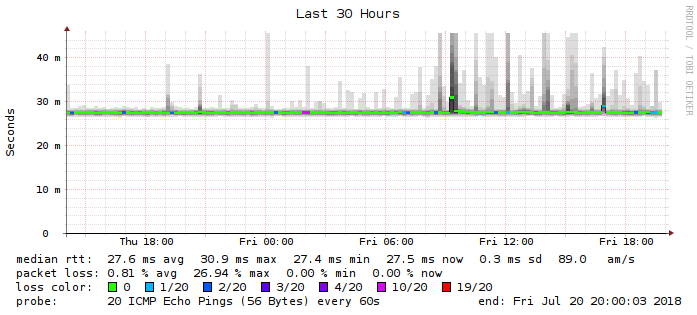 Last 30 Hours
RRDTOOL / TOBI OETIKER
Seconds
40 m
30 m
20 m
10 m
0
Thu 18:00 Fri 00:00 Fri 06:00 Fri 12:00 Fri 18:00
median rtt: 27.6 ms avg 30.9 ms max 27.4 ms min 27.5 ms now 0.3 ms sd 89.0 am/s
packet loss: 0.81 % avg 26.94 % max 0.00 % min 0.00 % now
loss color: 0 1/20 2/20 3/20 4/20 10/20 19/20
probe: 20 ICMP Echo Pings (56 Bytes) every 60s end: Fri Jul 20 20:00:03 2018